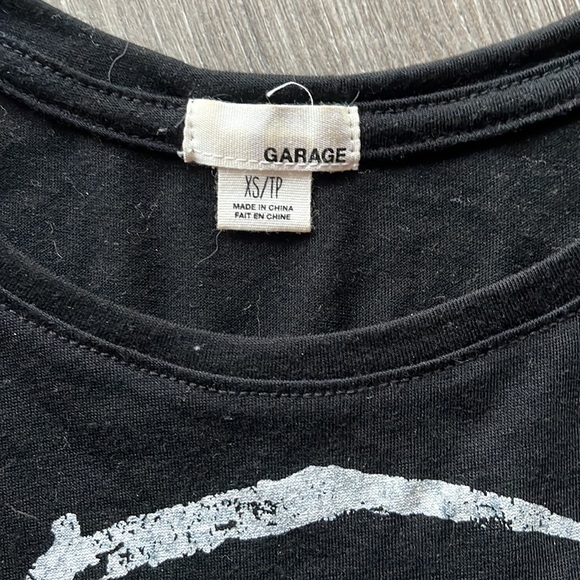 GARAGE
XS/TP
MADE IN CHINA
FAIT EN CHINE